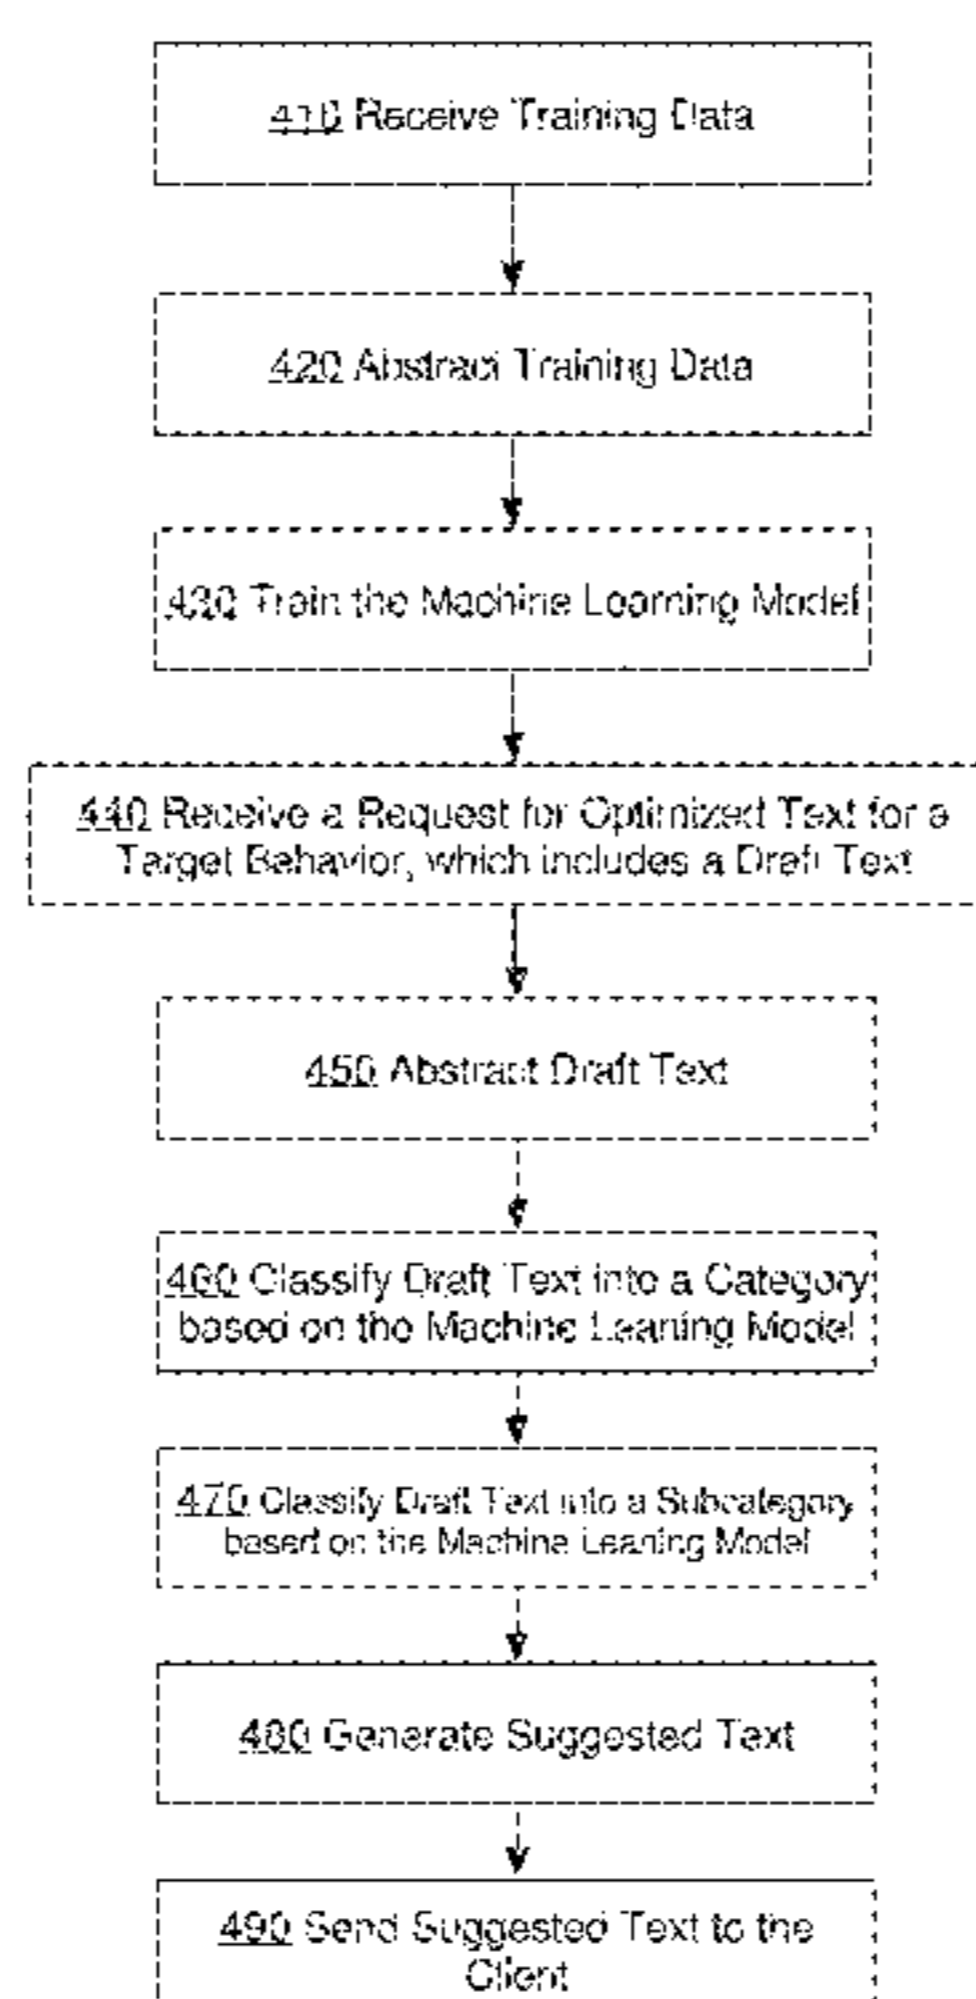 410 Receive Training Data
420 Abstract Training Data
430 Train the Machine Learning Model
440 Receive a Request for Optimized Text for a
Target Behavior, which includes a Draft Text
450 Abstract Draft Text
460 Classify Draft Text into a Category
based on the Machine Leaning Model
470 Classify Draft Text into a Subcategory
based on the Machine Leaning Model
480 Generate Suggested Text
490 Send Suggested Text to the
Client